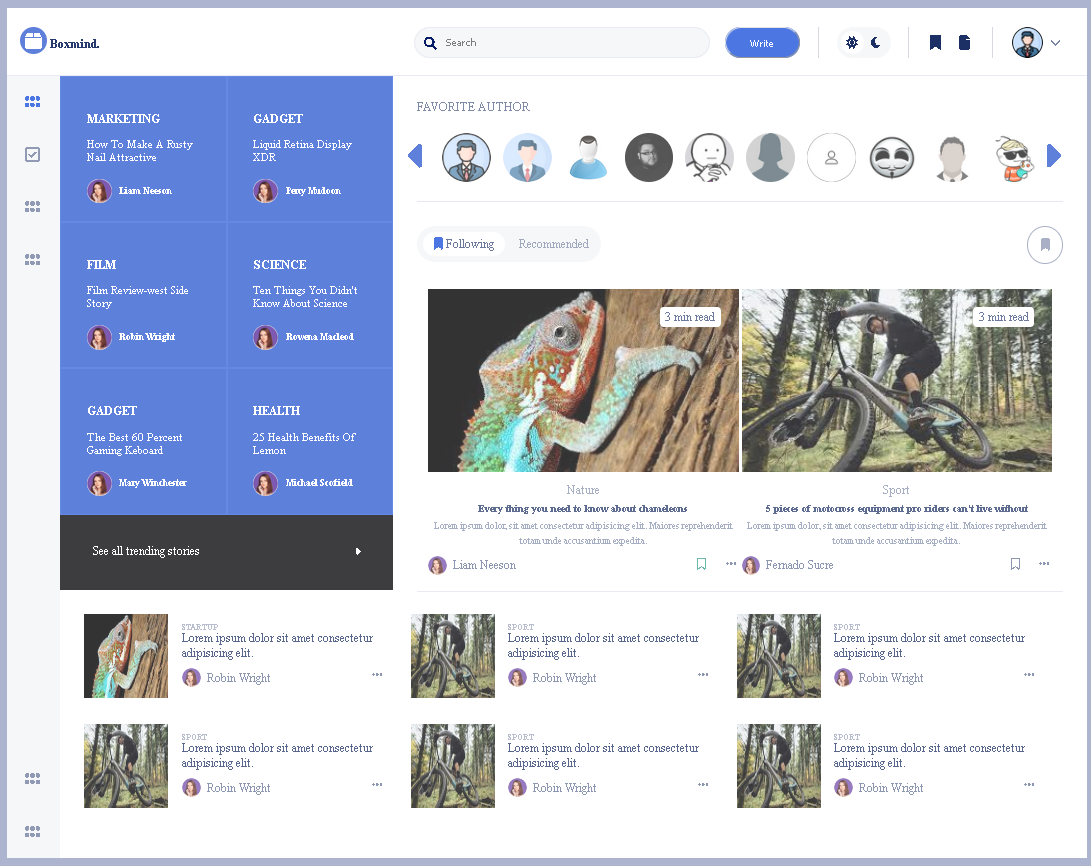 Boxmind.
Search
Write
MARKETING
How To Make A Rusty
Nail Attractive
Liam Neeson
GADGET
Liquid Retina Display
XDR
Perry Mudoon
FILM
Film Review-west Side
Story
Robin Wright
SCIENCE
Ten Things You Didn't
Know About Science
Rowena Macleod
GADGET
The Best 60 Percent
Gaming Keboard
Mary Winchester
HEALTH
25 Health Benefits Of
Lemon
Michael Scofield
See all trending stories
FAVORITE AUTHOR
Following
Recommended
3 min read
Nature
Every thing you need to know about chameleons
Lorem ipsum dolor, sit amet consectetur adipisicing elit. Maiores reprehenderit
totam unde accusantium expedita.
Liam Neeson
3 min read
Sport
5 pieces of motocross equipment pro riders can't live without
Lorem ipsum dolor, sit amet consectetur adipisicing elit. Maiores reprehenderit
totam unde accusantium expedita.
Fernado Sucre
STARTUP
Lorem ipsum dolor sit amet consectetur
adipisicing elit.
Robin Wright
SPORT
Lorem ipsum dolor sit amet consectetur
adipisicing elit.
Robin Wright
SPORT
Lorem ipsum dolor sit amet consectetur
adipisicing elit.
Robin Wright
SPORT
Lorem ipsum dolor sit amet consectetur
adipisicing elit.
Robin Wright
SPORT
Lorem ipsum dolor sit amet consectetur
adipisicing elit.
Robin Wright
SPORT
Lorem ipsum dolor sit amet consectetur
adipisicing elit.
Robin Wright